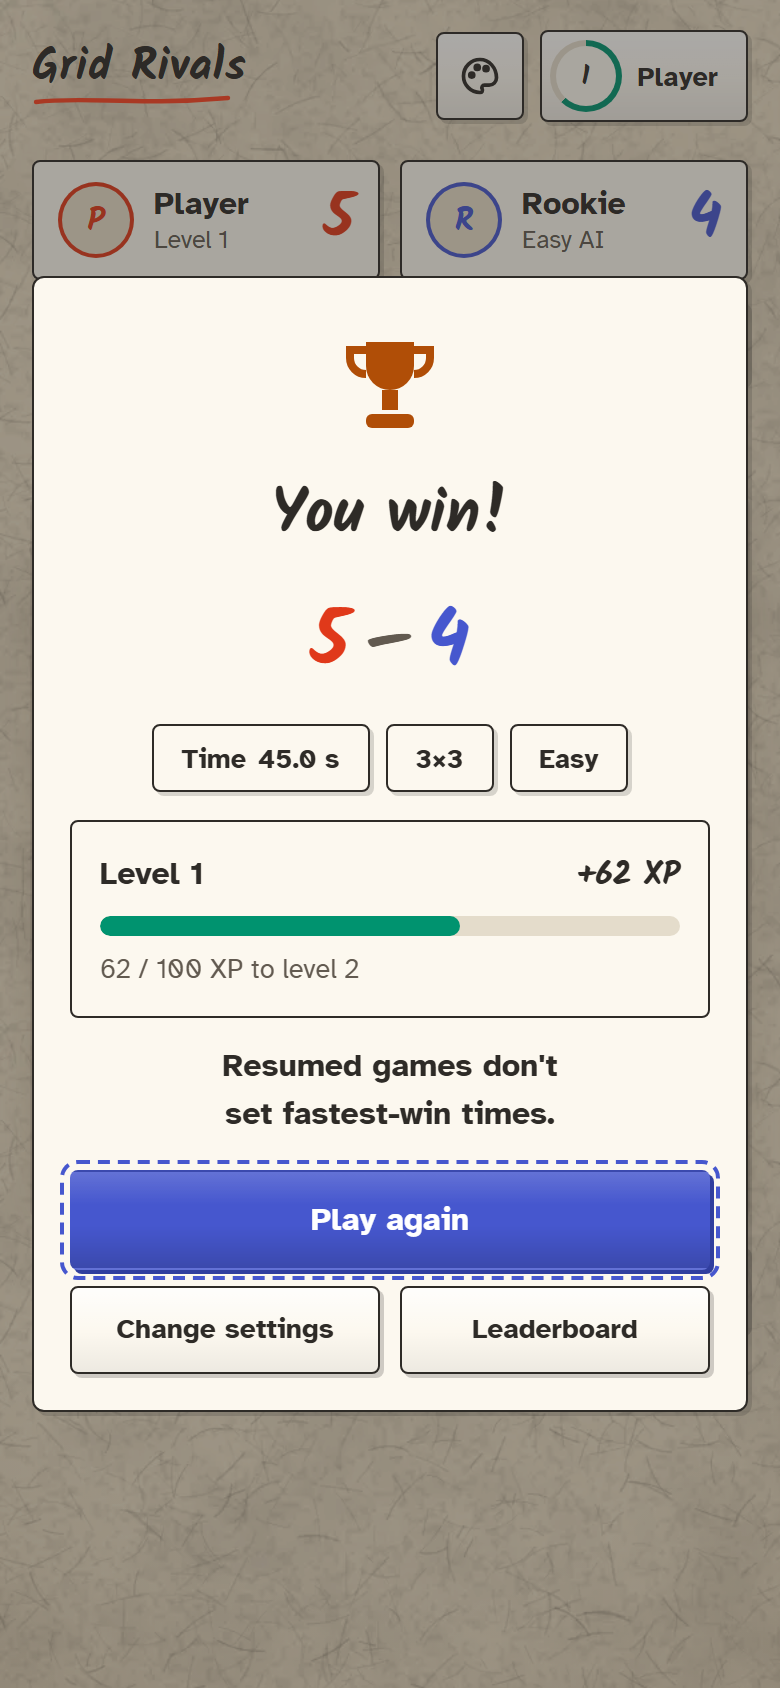 Grid Rivals
1 Player
P Player 5
Level 1
R Rookie 4
Easy AI
You win!
5 – 4
Time 45.0 s 3×3 Easy
Level 1 +62 XP
62 / 100 XP to level 2
Resumed games don't
set fastest-win times.
Play again
Change settings Leaderboard